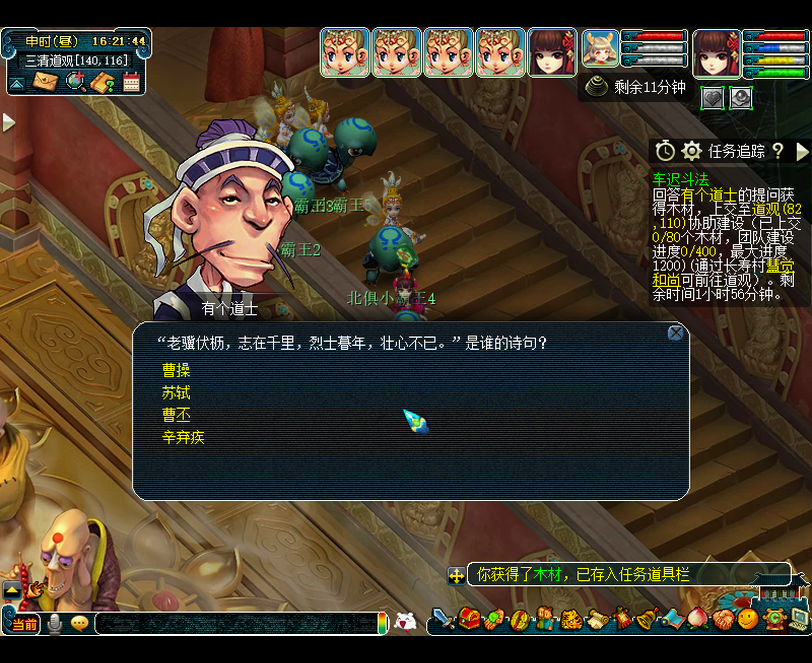 申时(昼) 16:21:44
三清道观[140,116]
剩余11分钟
任务追踪 ?
车迟斗法
回答有个道士的提问获
得木材，上交至道观(82
,110)协助建设（已上交
0/80个木材，团队建设
进度0/400，最大进度
1200）(通过长寿村慧觉
和尚可前往道观）。剩
余时间1小时56分钟。
霸王3
霸王5
霸王2
北俱小霸王4
有个道士
“老骥伏枥，志在千里，烈士暮年，壮心不已。”是谁的诗句？
曹操
苏轼
曹丕
辛弃疾
你获得了木材，已存入任务道具栏
当前